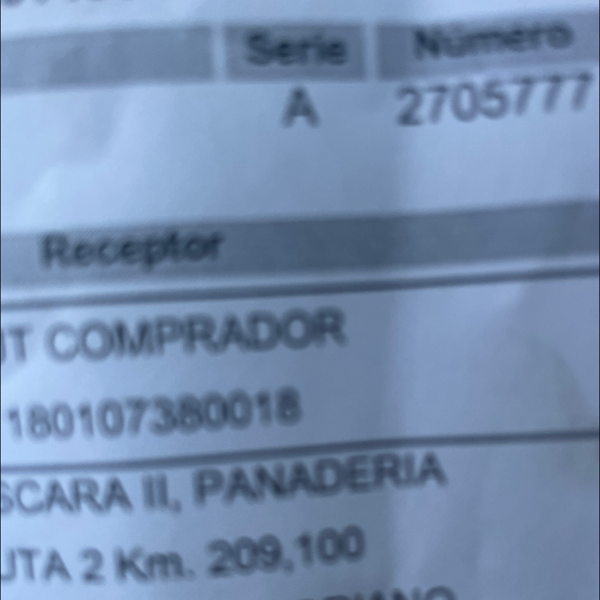 Serie Número
A 2705777
Receptor
UT COMPRADOR
180107380018
SCARA II, PANADERIA
UTA 2 Km. 209,100